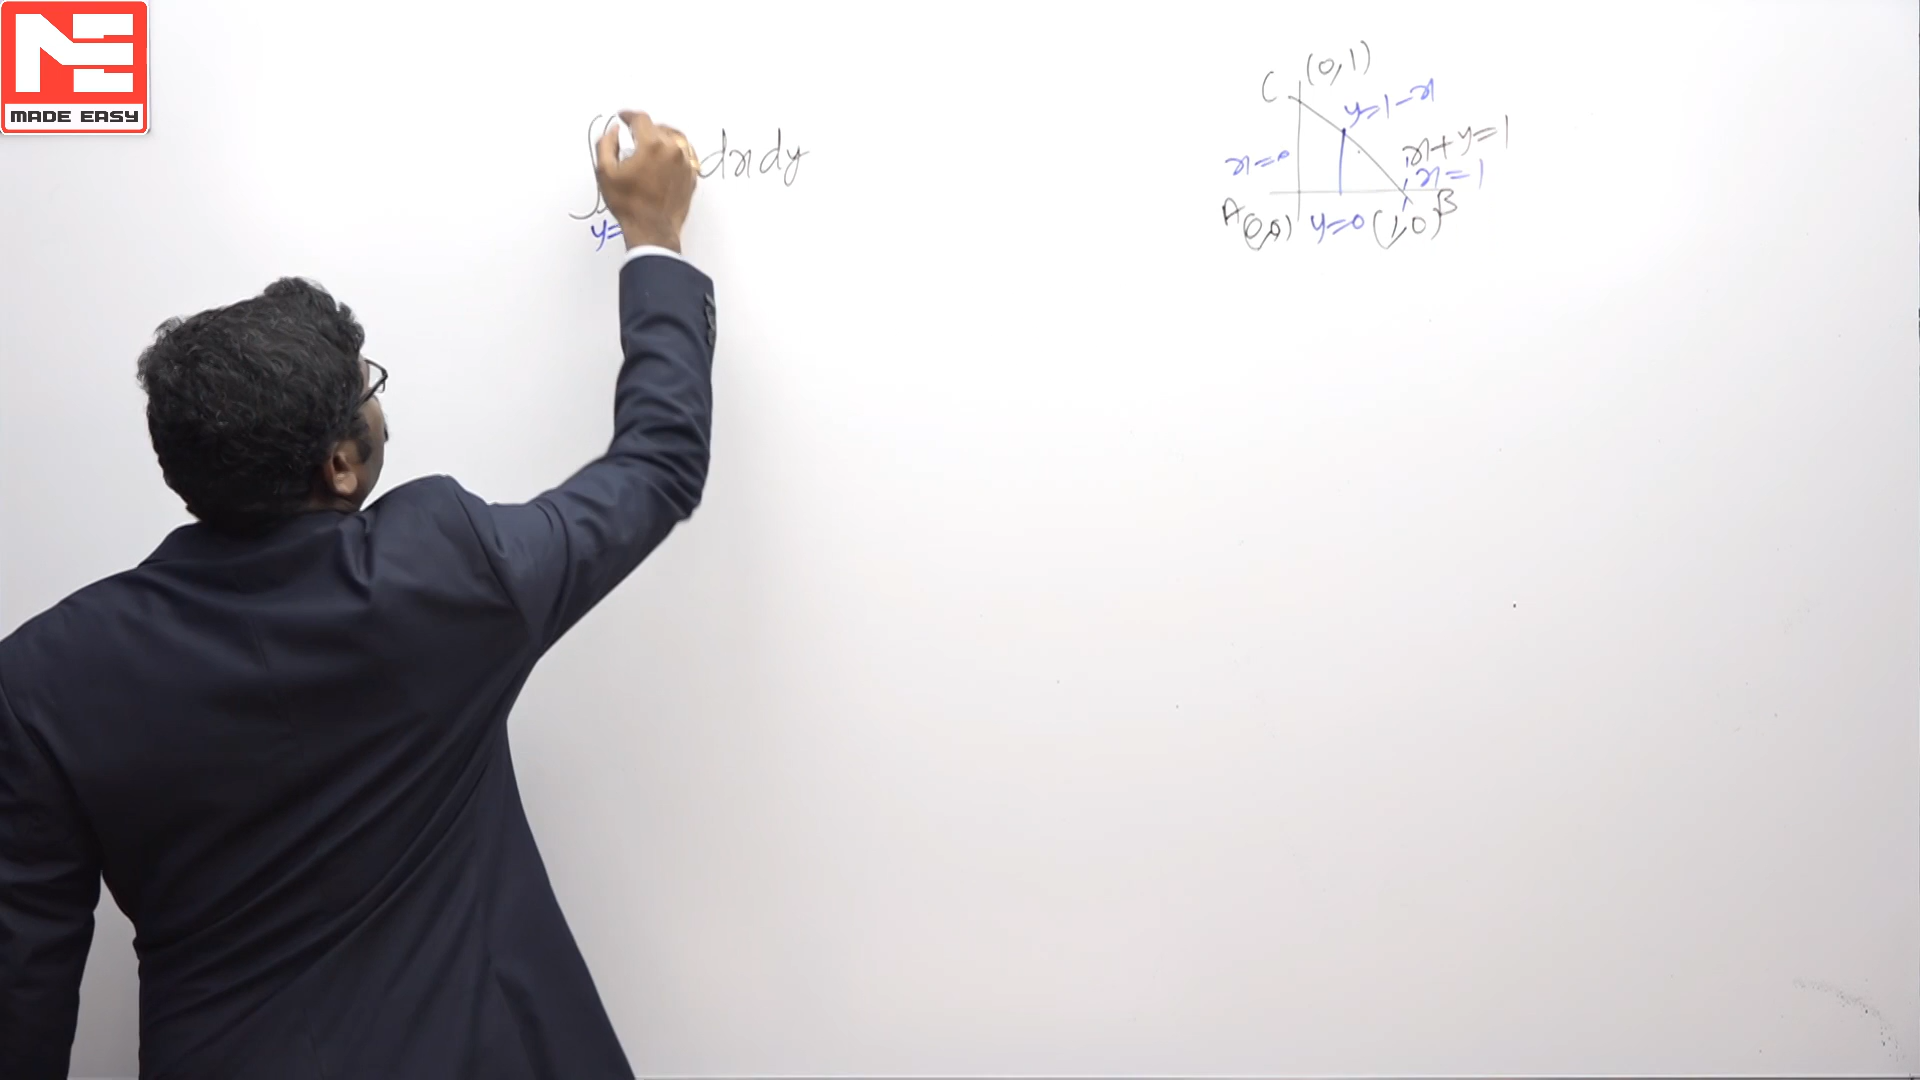 MADE EASY
∬ dxdy
y=
C (0,1)
y=1-x
x+y=1
x=0
x=1
A(0,0) y=0 (1,0) B